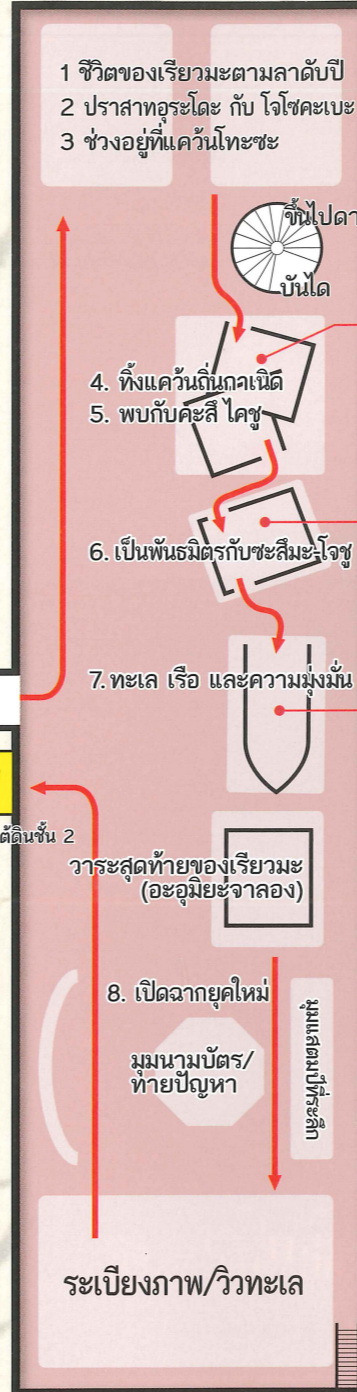 1 ชีวิตของเรียวมะตามลาดับปี
2 ปราสาทอุระโดะ กับ โจโซคะเบะ
3 ช่วงอยู่ที่แคว้นโทะซะ
ขึ้นไปดา
บันได
4. ทิ้งแคว้นถิ่นกาเนิด
5. พบกับคะสึ ไคชู
6. เป็นพันธมิตรกับซะสึมะ-โจชู
7. ทะเล เรือ และความมุ่งมั่น
ต้ดินชั้น 2
วาระสุดท้ายของเรียวมะ
(อะอุมิยะจาลอง)
8. เปิดฉากยุคใหม่
มุมนามบัตร/
ทายปัญหา
มุมแสตมป์ที่ระลึก
ระเบียงภาพ/วิวทะเล